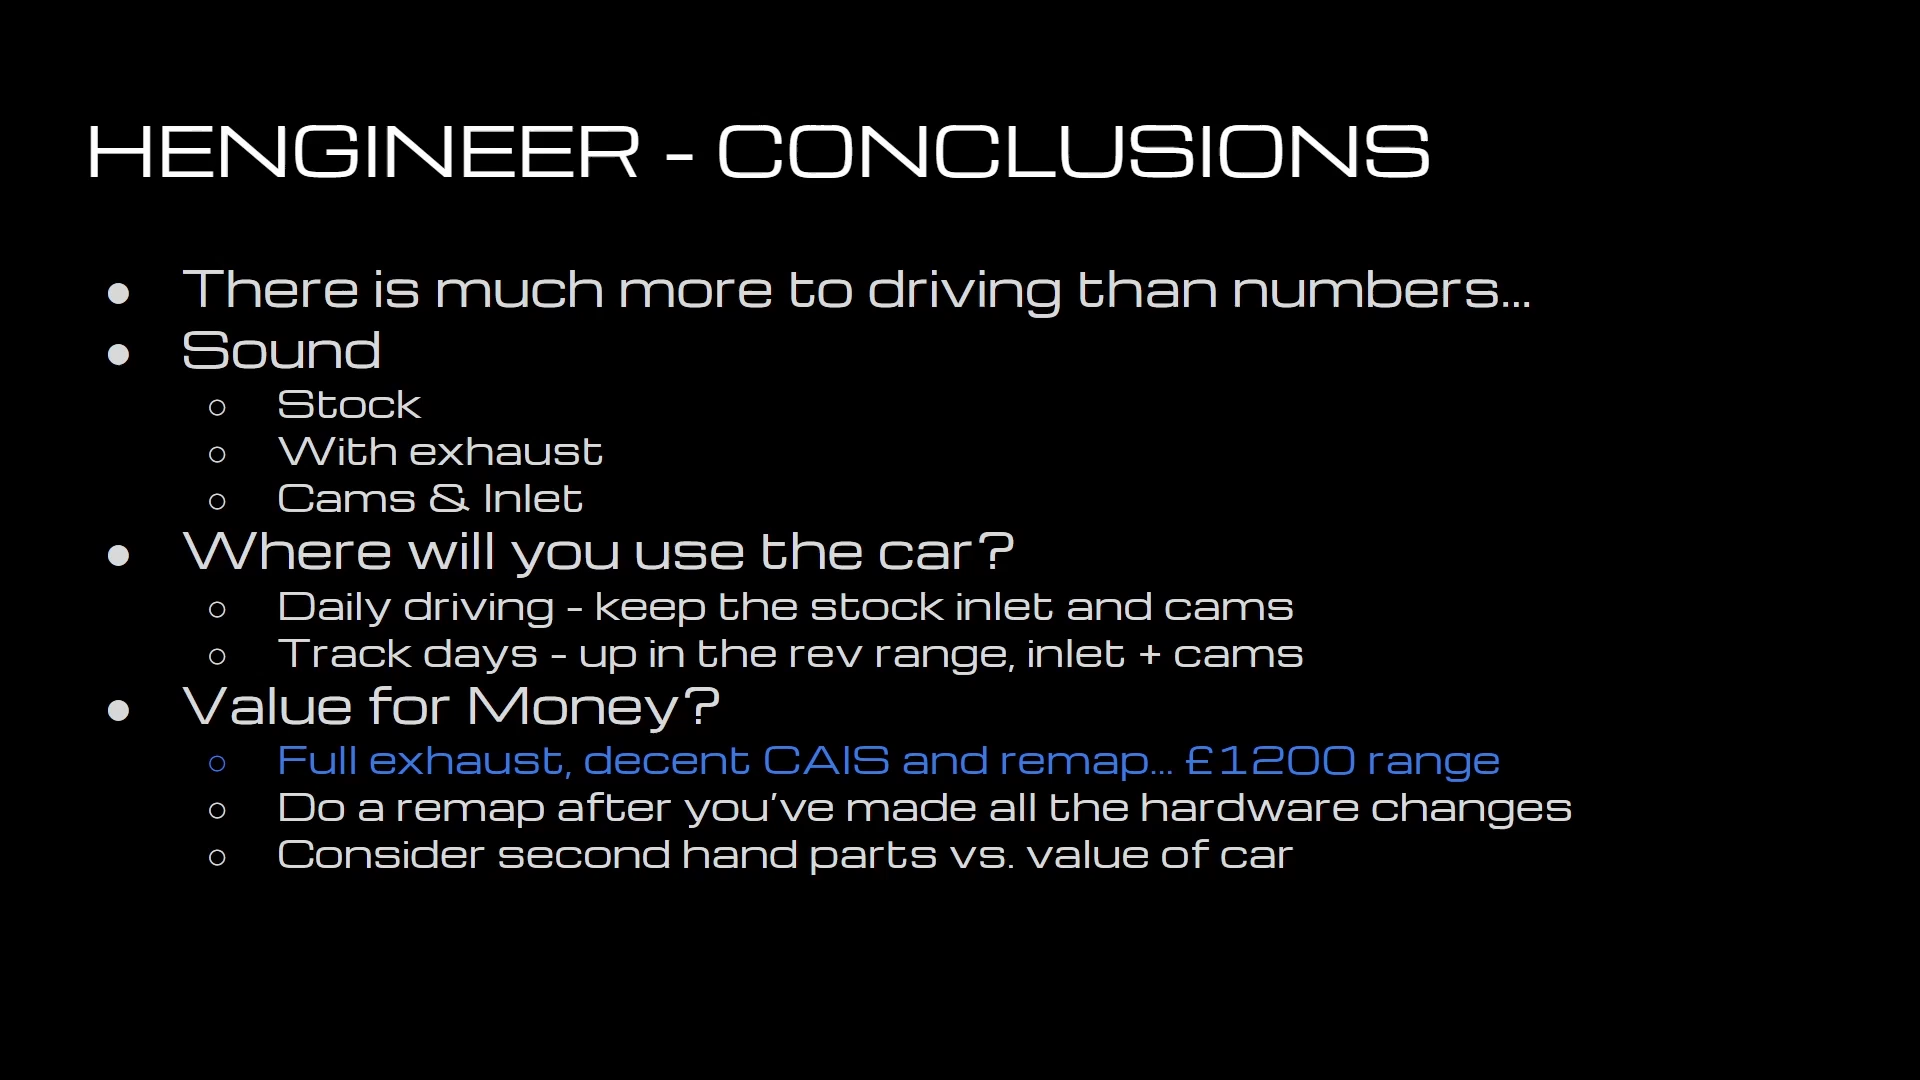 HENGINEER - CONCLUSIONS
● There is much more to driving than numbers...
● Sound
○ Stock
○ With exhaust
○ Cams & Inlet
● Where will you use the car?
○ Daily driving - keep the stock inlet and cams
○ Track days - up in the rev range, inlet + cams
● Value for Money?
○ Full exhaust, decent CAIS and remap... £1200 range
○ Do a remap after you've made all the hardware changes
○ Consider second hand parts vs. value of car